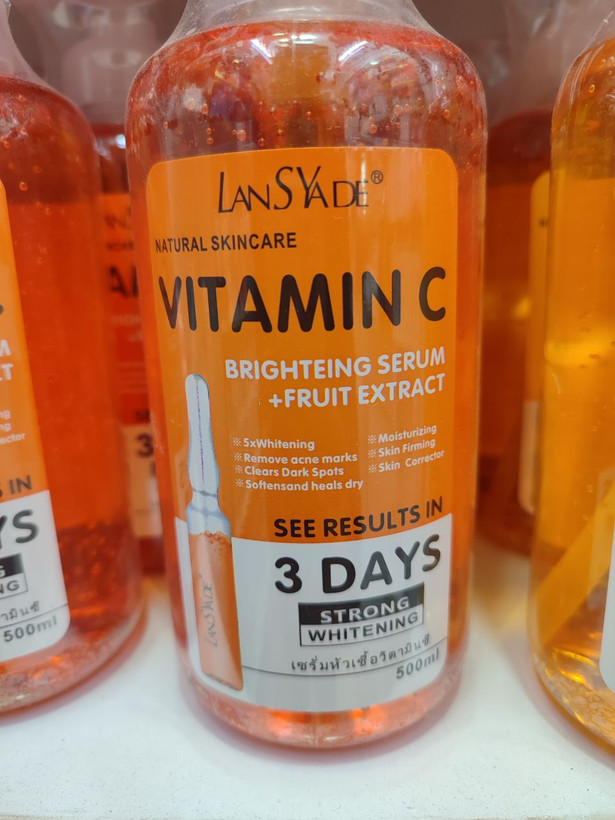 LANSYADE®
NATURAL SKINCARE
VITAMIN C
BRIGHTEING SERUM
+FRUIT EXTRACT
※5xWhitening
※Remove acne marks
※Clears Dark Spots
※Softensand heals dry
※Moisturizing
※Skin Firming
※Skin Corrector
SEE RESULTS IN
3 DAYS
STRONG
WHITENING
เซรั่มหัวเชื้อวิตามินซี
500ml
LANSYADE
500ml